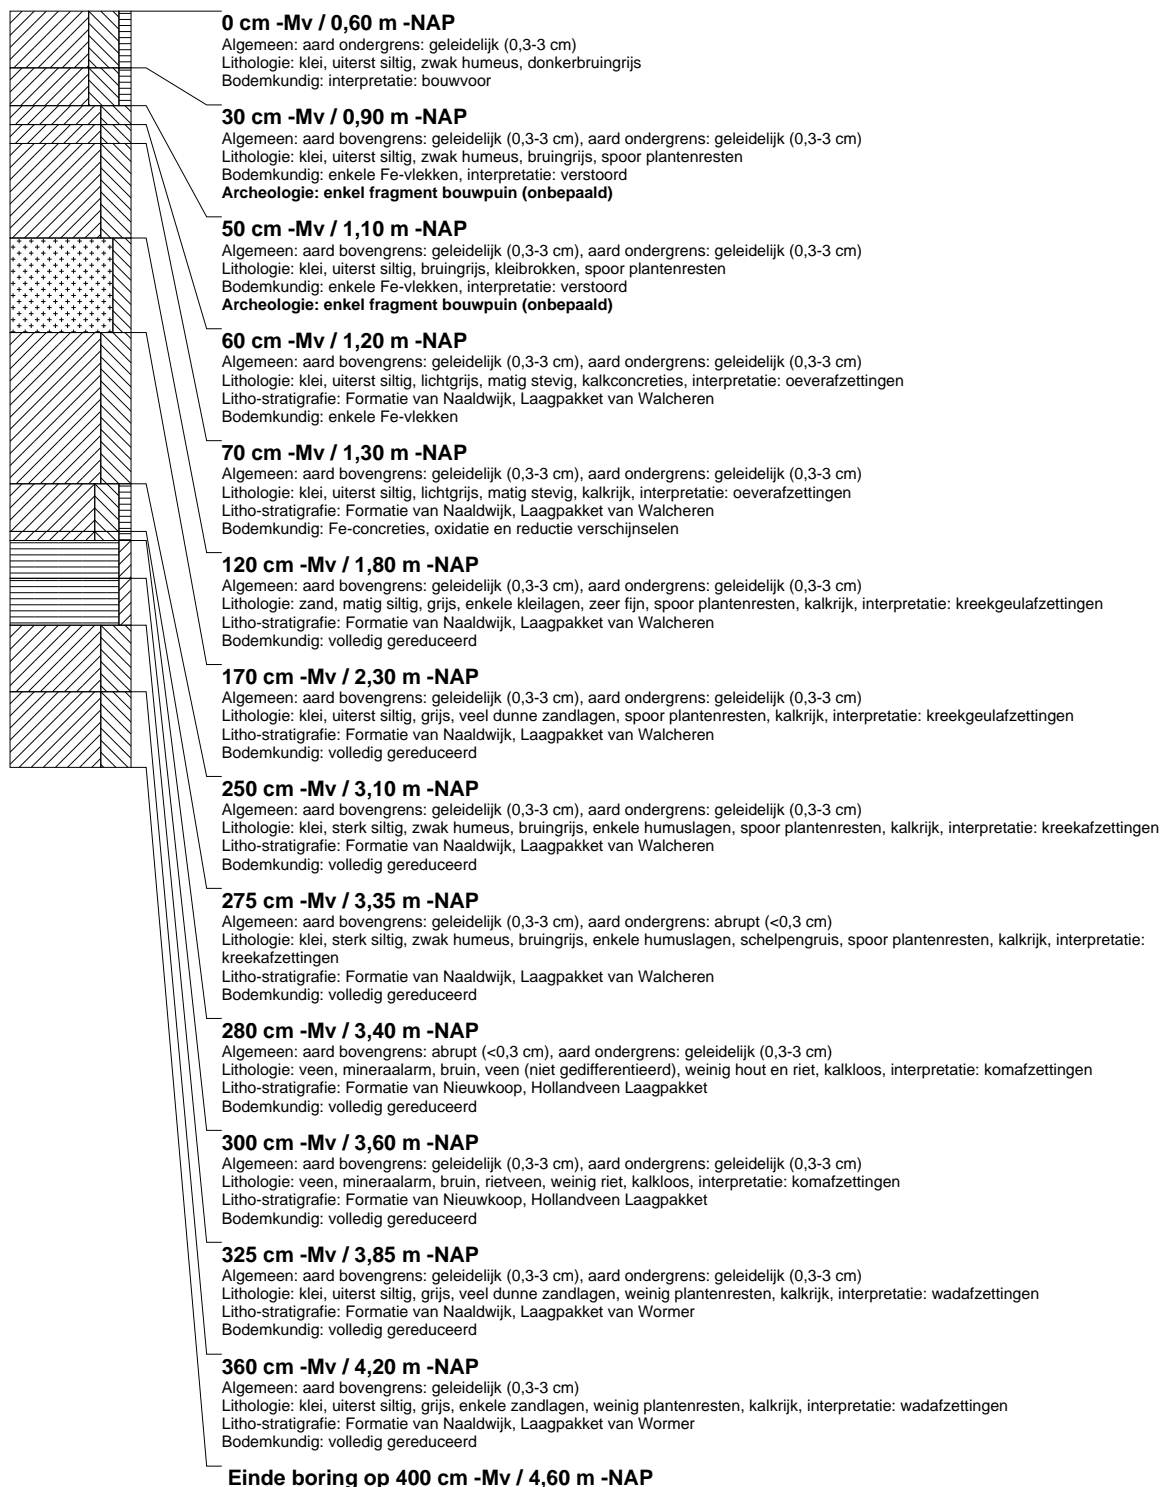 0 cm -Mv / 0,60 m -NAP
Algemeen: aard ondergrens: geleidelijk (0,3-3 cm)
Lithologie: klei, uiterst siltig, zwak humeus, donkerbruingrijs
Bodemkundig: interpretatie: bouwvoor
30 cm -Mv / 0,90 m -NAP
Algemeen: aard bovengrens: geleidelijk (0,3-3 cm), aard ondergrens: geleidelijk (0,3-3 cm)
Lithologie: klei, uiterst siltig, zwak humeus, bruingrijs, spoor plantenresten
Bodemkundig: enkele Fe-vlekken, interpretatie: verstoord
Archeologie: enkel fragment bouwpuin (onbepaald)
50 cm -Mv / 1,10 m -NAP
Algemeen: aard bovengrens: geleidelijk (0,3-3 cm), aard ondergrens: geleidelijk (0,3-3 cm)
Lithologie: klei, uiterst siltig, bruingrijs, kleibrokken, spoor plantenresten
Bodemkundig: enkele Fe-vlekken, interpretatie: verstoord
Archeologie: enkel fragment bouwpuin (onbepaald)
60 cm -Mv / 1,20 m -NAP
Algemeen: aard bovengrens: geleidelijk (0,3-3 cm), aard ondergrens: geleidelijk (0,3-3 cm)
Lithologie: klei, uiterst siltig, lichtgrijs, matig stevig, kalkconcreties, interpretatie: oeverafzettingen
Litho-stratigrafie: Formatie van Naaldwijk, Laagpakket van Walcheren
Bodemkundig: enkele Fe-vlekken
70 cm -Mv / 1,30 m -NAP
Algemeen: aard bovengrens: geleidelijk (0,3-3 cm), aard ondergrens: geleidelijk (0,3-3 cm)
Lithologie: klei, uiterst siltig, lichtgrijs, matig stevig, kalkrijk, interpretatie: oeverafzettingen
Litho-stratigrafie: Formatie van Naaldwijk, Laagpakket van Walcheren
Bodemkundig: Fe-concreties, oxidatie en reductie verschijnselen
120 cm -Mv / 1,80 m -NAP
Algemeen: aard bovengrens: geleidelijk (0,3-3 cm), aard ondergrens: geleidelijk (0,3-3 cm)
Lithologie: zand, matig siltig, grijs, enkele kleilagen, zeer fijn, spoor plantenresten, kalkrijk, interpretatie: kreekgeulafzettingen
Litho-stratigrafie: Formatie van Naaldwijk, Laagpakket van Walcheren
Bodemkundig: volledig gereduceerd
170 cm -Mv / 2,30 m -NAP
Algemeen: aard bovengrens: geleidelijk (0,3-3 cm), aard ondergrens: geleidelijk (0,3-3 cm)
Lithologie: klei, uiterst siltig, grijs, veel dunne zandlagen, spoor plantenresten, kalkrijk, interpretatie: kreekgeulafzettingen
Litho-stratigrafie: Formatie van Naaldwijk, Laagpakket van Walcheren
Bodemkundig: volledig gereduceerd
250 cm -Mv / 3,10 m -NAP
Algemeen: aard bovengrens: geleidelijk (0,3-3 cm), aard ondergrens: geleidelijk (0,3-3 cm)
Lithologie: klei, sterk siltig, zwak humeus, bruingrijs, enkele humuslagen, spoor plantenresten, kalkrijk, interpretatie: kreekafzettingen
Litho-stratigrafie: Formatie van Naaldwijk, Laagpakket van Walcheren
Bodemkundig: volledig gereduceerd
275 cm -Mv / 3,35 m -NAP
Algemeen: aard bovengrens: geleidelijk (0,3-3 cm), aard ondergrens: abrupt (<0,3 cm)
Lithologie: klei, sterk siltig, zwak humeus, bruingrijs, enkele humuslagen, schelpengruis, spoor plantenresten, kalkrijk, interpretatie:
kreekafzettingen
Litho-stratigrafie: Formatie van Naaldwijk, Laagpakket van Walcheren
Bodemkundig: volledig gereduceerd
280 cm -Mv / 3,40 m -NAP
Algemeen: aard bovengrens: abrupt (<0,3 cm), aard ondergrens: geleidelijk (0,3-3 cm)
Lithologie: veen, mineraalarm, bruin, veen (niet gedifferentieerd), weinig hout en riet, kalkloos, interpretatie: komafzettingen
Litho-stratigrafie: Formatie van Nieuwkoop, Hollandveen Laagpakket
Bodemkundig: volledig gereduceerd
300 cm -Mv / 3,60 m -NAP
Algemeen: aard bovengrens: geleidelijk (0,3-3 cm), aard ondergrens: geleidelijk (0,3-3 cm)
Lithologie: veen, mineraalarm, bruin, rietveen, weinig riet, kalkloos, interpretatie: komafzettingen
Litho-stratigrafie: Formatie van Nieuwkoop, Hollandveen Laagpakket
Bodemkundig: volledig gereduceerd
325 cm -Mv / 3,85 m -NAP
Algemeen: aard bovengrens: geleidelijk (0,3-3 cm), aard ondergrens: geleidelijk (0,3-3 cm)
Lithologie: klei, uiterst siltig, grijs, veel dunne zandlagen, weinig plantenresten, kalkrijk, interpretatie: wadafzettingen
Litho-stratigrafie: Formatie van Naaldwijk, Laagpakket van Wormer
Bodemkundig: volledig gereduceerd
360 cm -Mv / 4,20 m -NAP
Algemeen: aard bovengrens: geleidelijk (0,3-3 cm)
Lithologie: klei, uiterst siltig, grijs, enkele zandlagen, weinig plantenresten, kalkrijk, interpretatie: wadafzettingen
Litho-stratigrafie: Formatie van Naaldwijk, Laagpakket van Wormer
Bodemkundig: volledig gereduceerd
Einde boring op 400 cm -Mv / 4,60 m -NAP